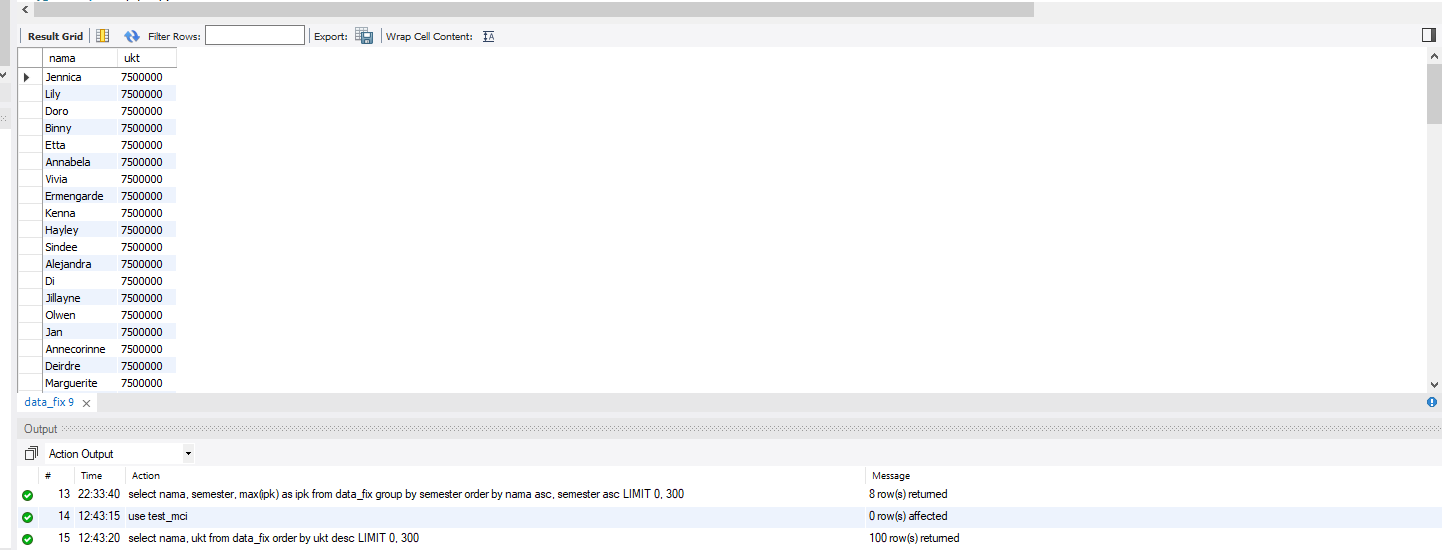 Result Grid Filter Rows: Export: Wrap Cell Content:
nama ukt
Jennica 7500000
Lily 7500000
Doro 7500000
Binny 7500000
Etta 7500000
Annabela 7500000
Vivia 7500000
Ermengarde 7500000
Kenna 7500000
Hayley 7500000
Sindee 7500000
Alejandra 7500000
Di 7500000
Jillayne 7500000
Olwen 7500000
Jan 7500000
Annecorinne 7500000
Deirdre 7500000
Marguerite 7500000
data_fix 9
Output
Action Output
# Time Action Message
13 22:33:40 select nama, semester, max(ipk) as ipk from data_fix group by semester order by nama asc, semester asc LIMIT 0, 300 8 row(s) returned
14 12:43:15 use test_mci 0 row(s) affected
15 12:43:20 select nama, ukt from data_fix order by ukt desc LIMIT 0, 300 100 row(s) returned